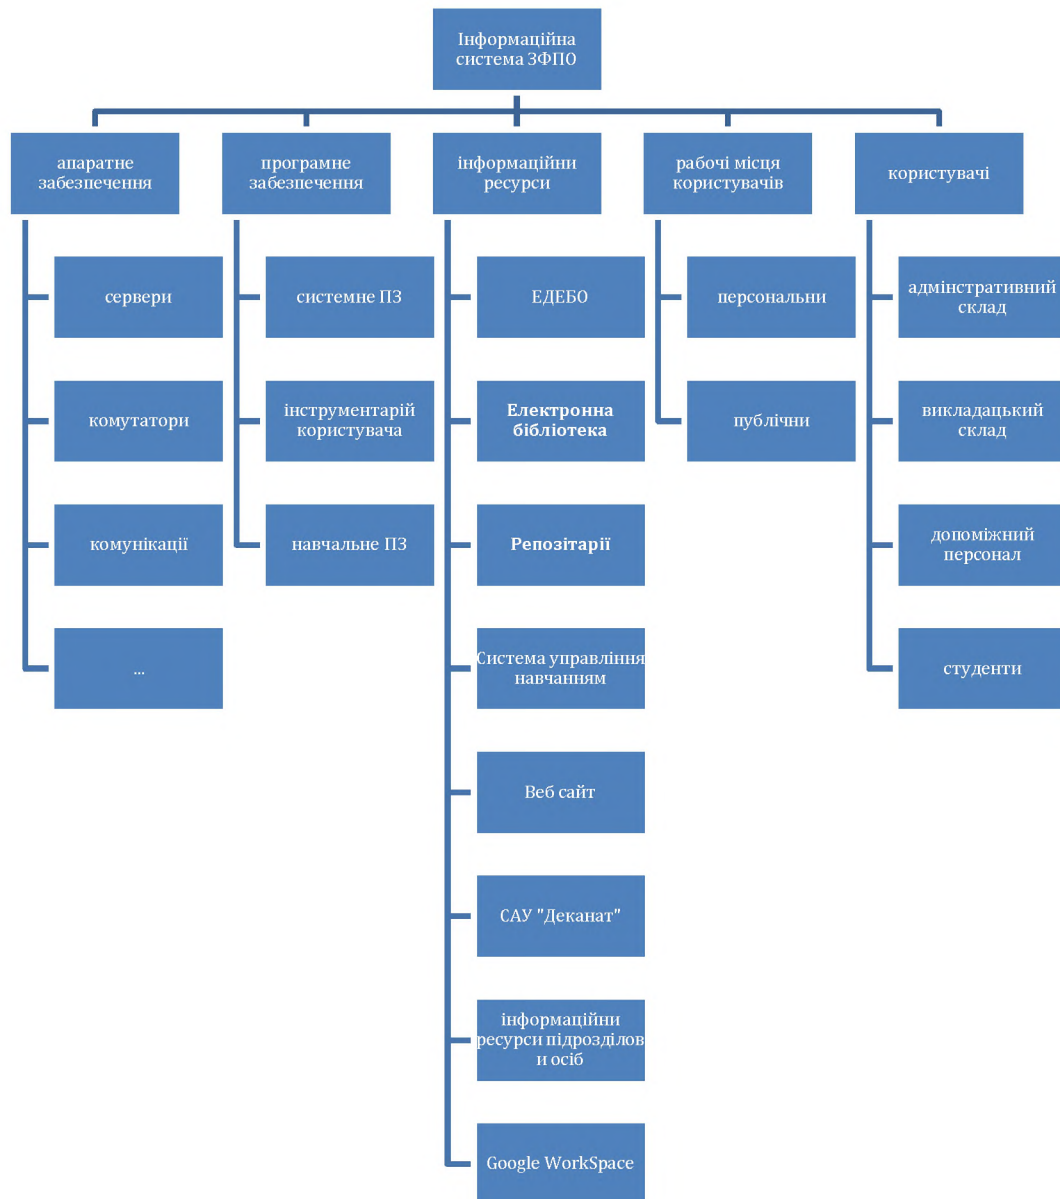 Інформаційна
система ЗФПО
апаратне
забезпечення
програмне
забезпечення
інформаційни
ресурси
рабочі місця
користувачів
користувачі
сервери
комутатори
комунікації
...
системне ПЗ
інструментарій
користувача
навчальне ПЗ
ЕДЕБО
Електронна
бібліотека
Репозітарії
Система управління
навчанням
Веб сайт
САУ "Деканат"
інформаційни
ресурси підрозділов
и осіб
Google WorkSpace
персональни
публічни
адмінстративний
склад
викладацький
склад
допоміжний
персонал
студенти